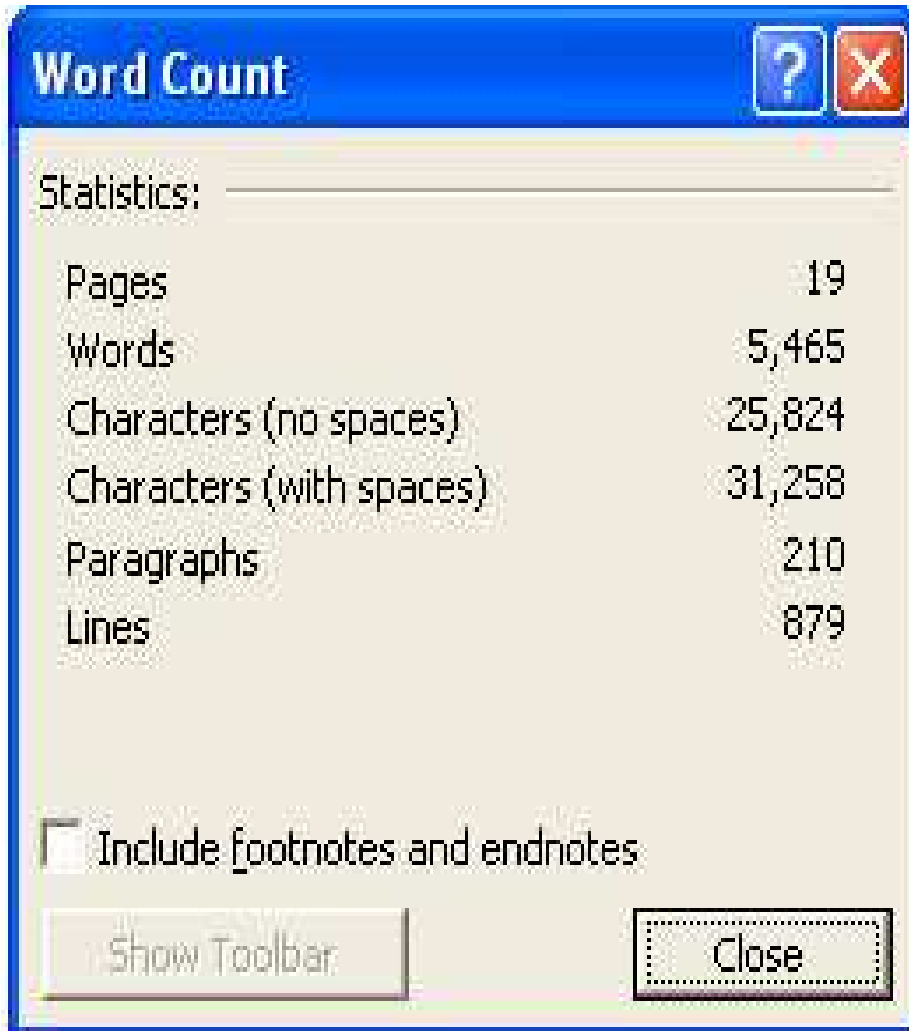 Word Count
Statistics:
Pages 19
Words 5,465
Characters (no spaces) 25,824
Characters (with spaces) 31,258
Paragraphs 210
Lines 879
Include footnotes and endnotes
Show Toolbar Close